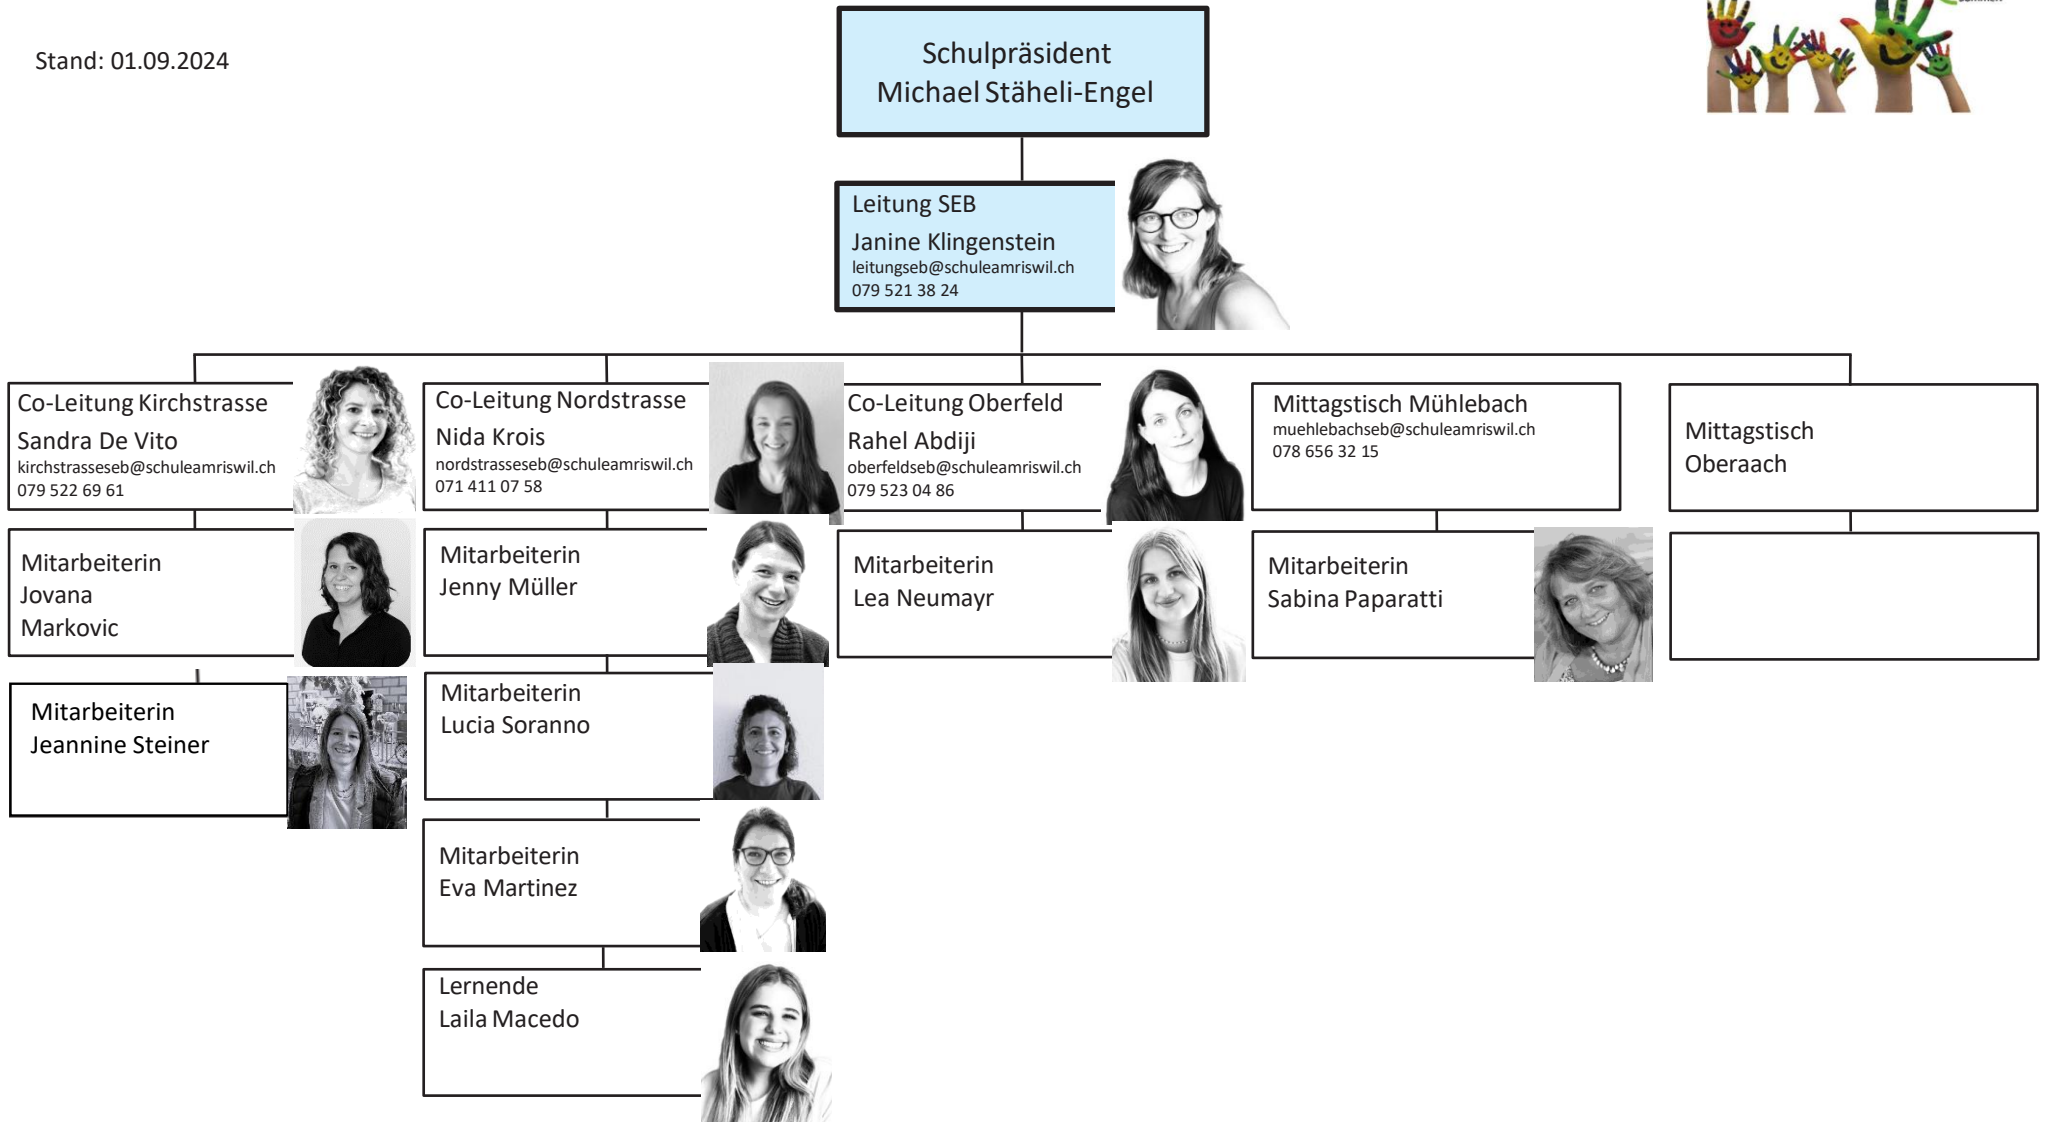 Stand: 01.09.2024
Schulpräsident
Michael Stäheli-Engel
Leitung SEB
Janine Klingenstein
leitungseb@schuleamriswil.ch
079 521 38 24
Co-Leitung Kirchstrasse
Sandra De Vito
kirchstrasseseb@schuleamriswil.ch
079 522 69 61
Co-Leitung Nordstrasse
Nida Krois
nordstrasseseb@schuleamriswil.ch
071 411 07 58
Co-Leitung Oberfeld
Rahel Abdiji
oberfeldseb@schuleamriswil.ch
079 523 04 86
Mittagstisch Mühlebach
muehlebachseb@schuleamriswil.ch
078 656 32 15
Mittagstisch
Oberaach
Mitarbeiterin
Jovana
Markovic
Mitarbeiterin
Jenny Müller
Mitarbeiterin
Lea Neumayr
Mitarbeiterin
Sabina Paparatti
Mitarbeiterin
Jeannine Steiner
Mitarbeiterin
Lucia Soranno
Mitarbeiterin
Eva Martinez
Lernende
Laila Macedo